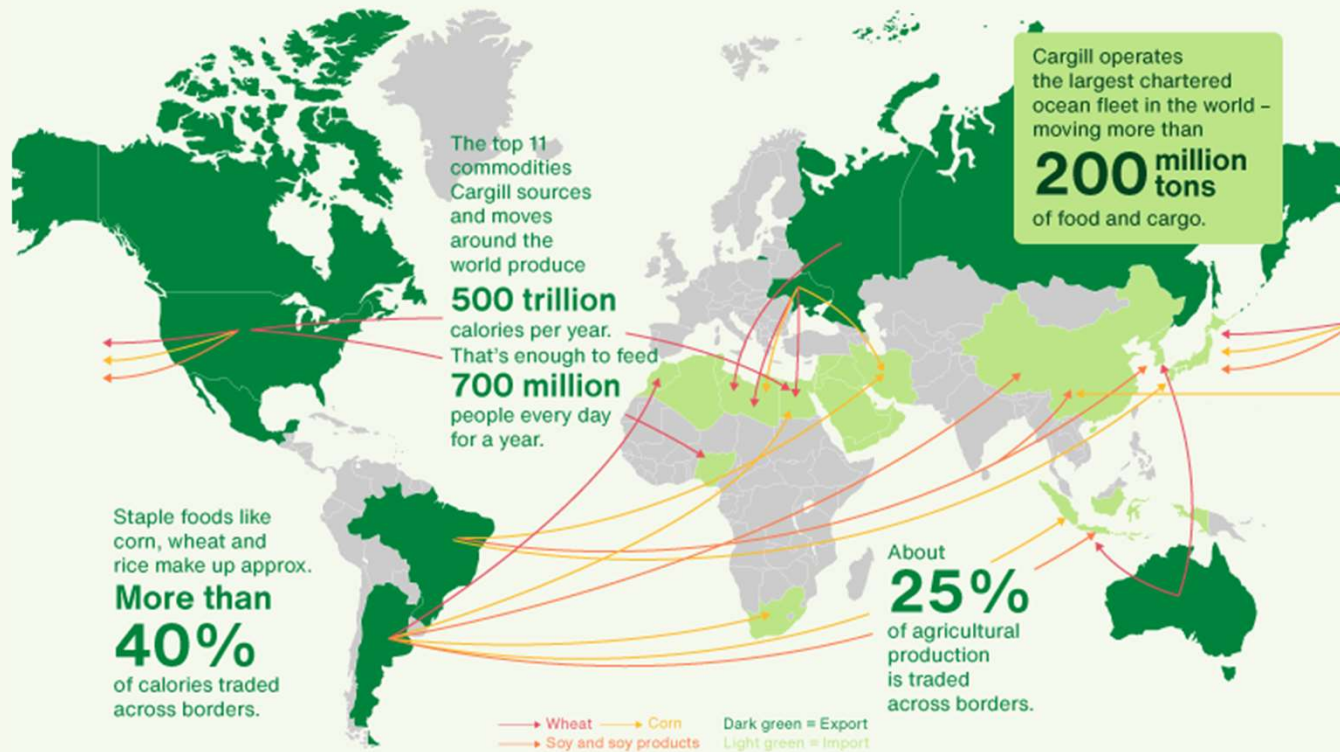 Cargill operates
the largest chartered
ocean fleet in the world –
moving more than
200 million
tons
of food and cargo.
The top 11
commodities
Cargill sources
and moves
around the
world produce
500 trillion
calories per year.
That's enough to feed
700 million
people every day
for a year.
Staple foods like
corn, wheat and
rice make up approx.
More than
40%
of calories traded
across borders.
About
25%
of agricultural
production
is traded
across borders.
Wheat
Corn
Soy and soy products
Dark green = Export
Light green = Import